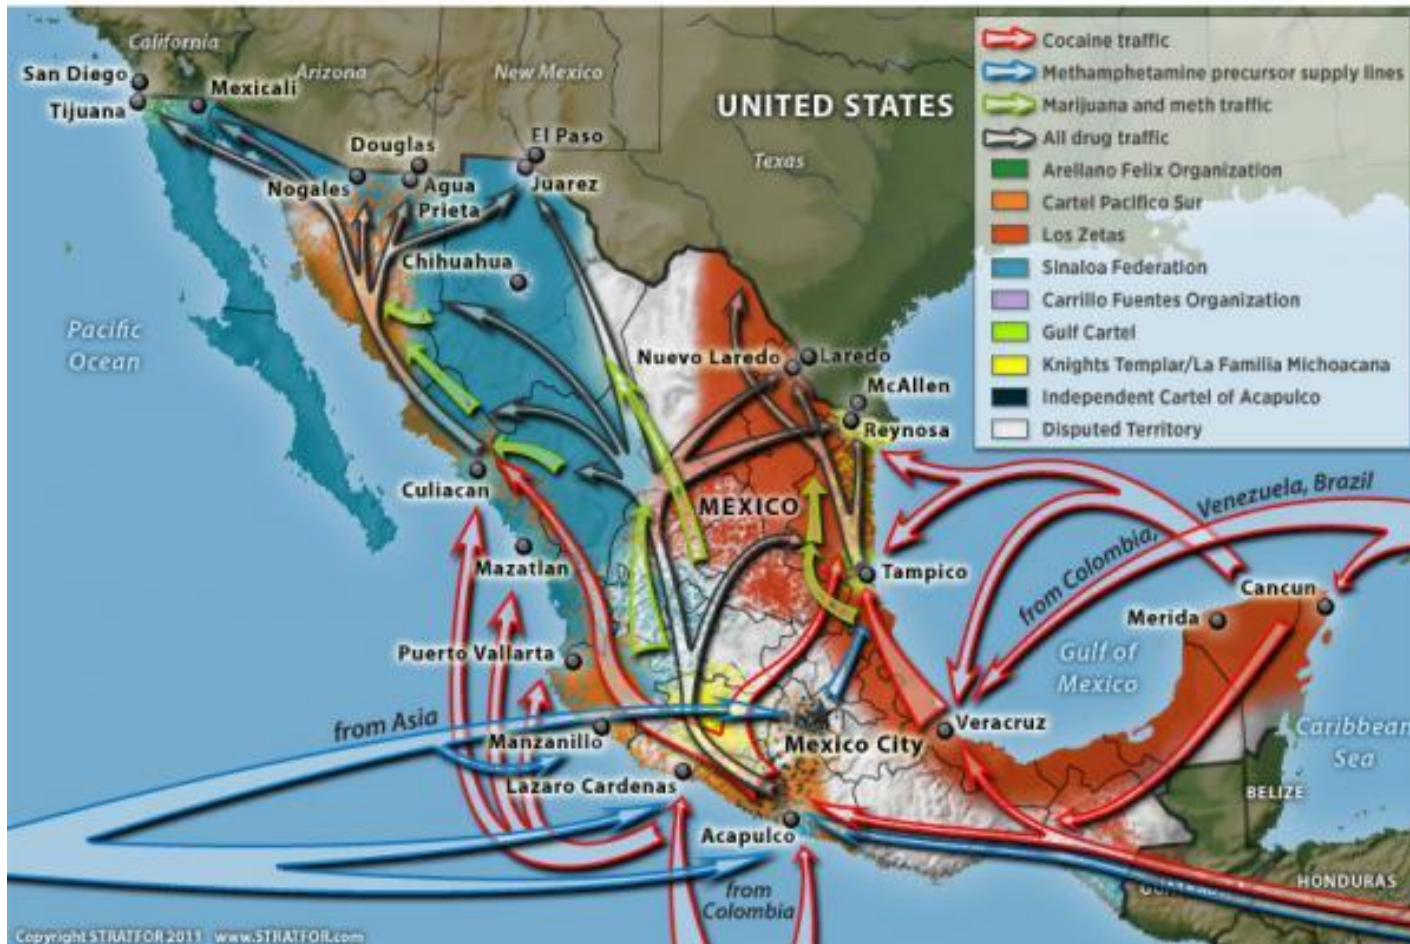 California
San Diego
Tijuana
Mexicali
Arizona
New Mexico
UNITED STATES
Texas
Cocaine traffic
Methamphetamine precursor supply lines
Marijuana and meth traffic
All drug traffic
Arellano Felix Organization
Cartel Pacifico Sur
Los Zetas
Sinaloa Federation
Carrillo Fuentes Organization
Gulf Cartel
Knights Templar/La Familia Michoacana
Independent Cartel of Acapulco
Disputed Territory
Douglas
El Paso
Nogales
Agua
Prieta
Juarez
Chihuahua
Pacific
Ocean
Nuevo Laredo
Laredo
McAllen
Reynosa
Culiacan
MEXICO
from Colombia,
Venezuela, Brazil
Mazatlan
Tampico
Cancun
Merida
Puerto Vallarta
Gulf of
Mexico
from Asia
Manzanillo
Mexico City
Veracruz
Caribbean
Sea
Lazaro Cardenas
BELIZE
Acapulco
from
Colombia
HONDURAS
Copyright STRATFOR 2011 www.STRATFOR.com